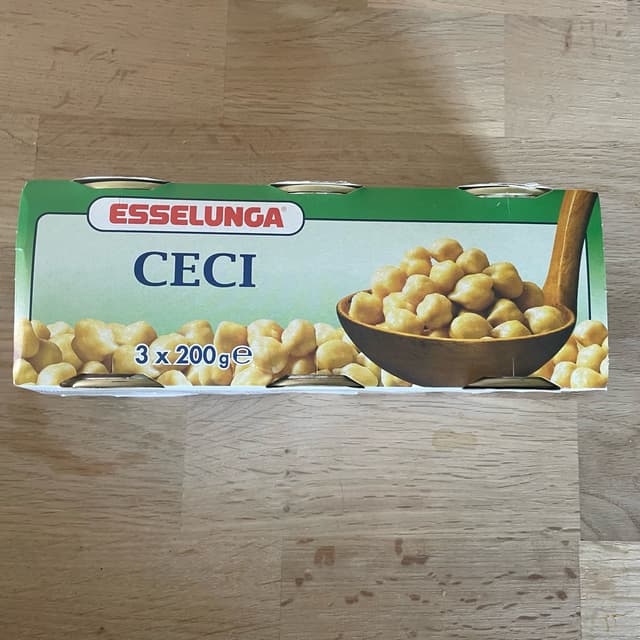 ESSELUNGA®
CECI
3 x 200g ℮